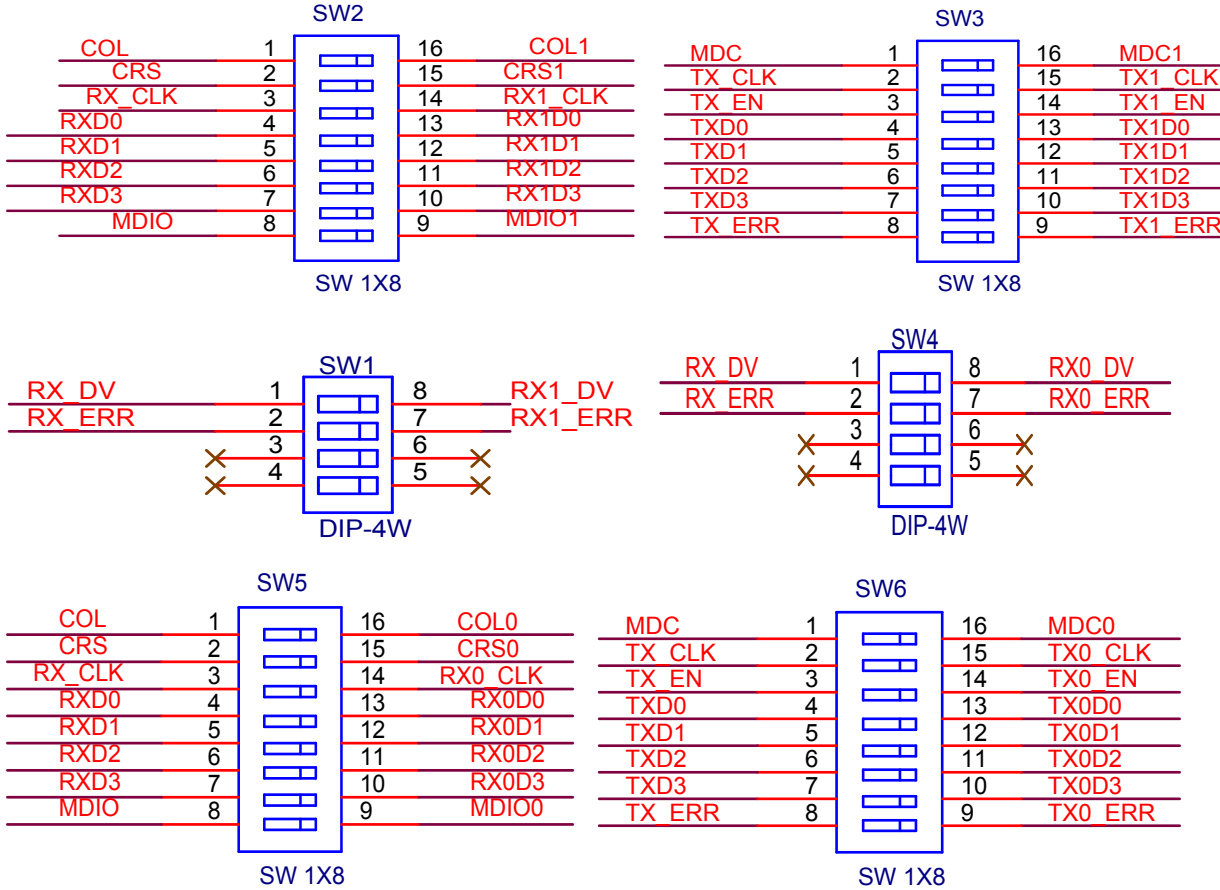 SW2
COL 1 16 COL1
CRS 2 15 CRS1
RX_CLK 3 14 RX1_CLK
RXD0 4 13 RX1D0
RXD1 5 12 RX1D1
RXD2 6 11 RX1D2
RXD3 7 10 RX1D3
MDIO 8 9 MDIO1
SW 1X8
SW3
MDC 1 16 MDC1
TX_CLK 2 15 TX1_CLK
TX_EN 3 14 TX1_EN
TXD0 4 13 TX1D0
TXD1 5 12 TX1D1
TXD2 6 11 TX1D2
TXD3 7 10 TX1D3
TX_ERR 8 9 TX1_ERR
SW 1X8
SW1
RX_DV 1 8 RX1_DV
RX_ERR 2 7 RX1_ERR
3 6
4 5
DIP-4W
SW4
RX_DV 1 8 RX0_DV
RX_ERR 2 7 RX0_ERR
3 6
4 5
DIP-4W
SW5
COL 1 16 COL0
CRS 2 15 CRS0
RX_CLK 3 14 RX0_CLK
RXD0 4 13 RX0D0
RXD1 5 12 RX0D1
RXD2 6 11 RX0D2
RXD3 7 10 RX0D3
MDIO 8 9 MDIO0
SW 1X8
SW6
MDC 1 16 MDC0
TX_CLK 2 15 TX0_CLK
TX_EN 3 14 TX0_EN
TXD0 4 13 TX0D0
TXD1 5 12 TX0D1
TXD2 6 11 TX0D2
TXD3 7 10 TX0D3
TX_ERR 8 9 TX0_ERR
SW 1X8